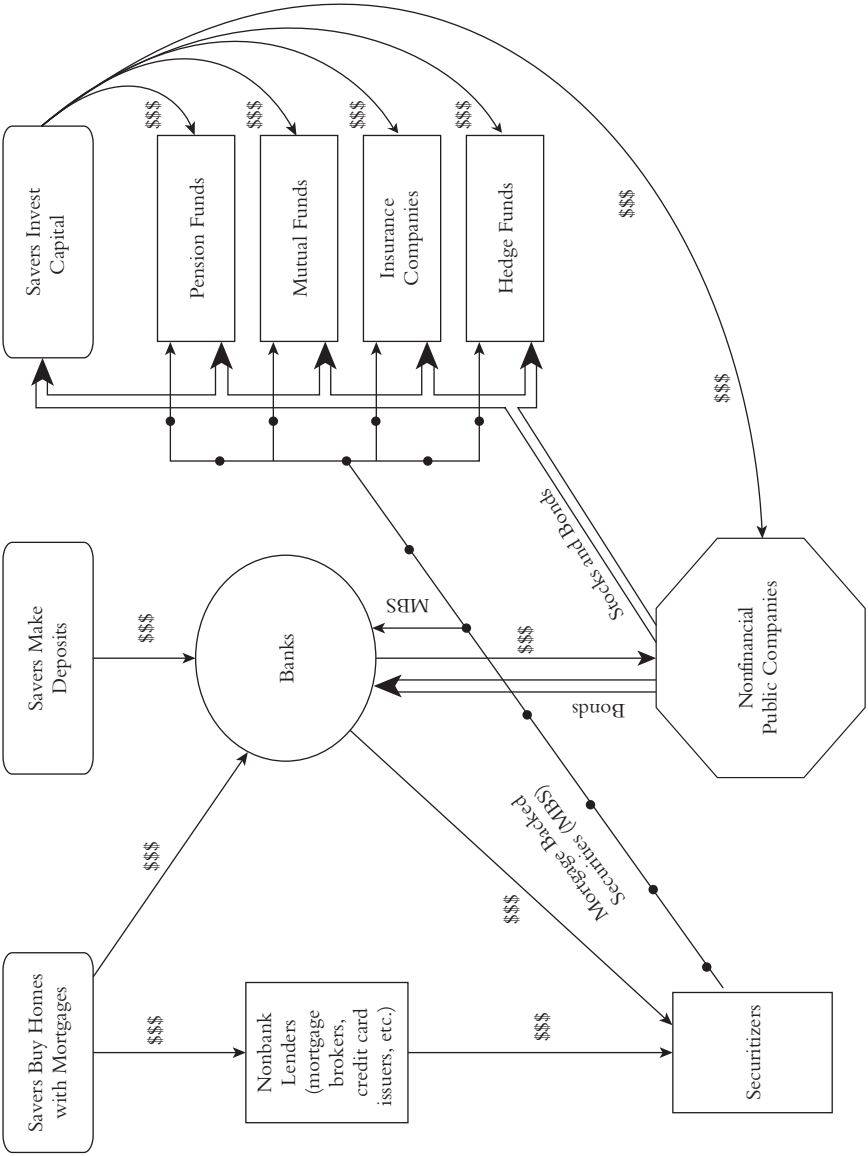 Savers Buy Homes
with Mortgages
Savers Make
Deposits
Savers Invest
Capital
$$$
$$$
$$$
$$$
$$$
$$$
$$$
Nonbank
Lenders
(mortgage
brokers,
credit card
issuers, etc.)
Banks
Pension Funds
Mutual Funds
Insurance
Companies
Hedge Funds
MBS
$$$
$$$
$$$
$$$
$$$
Mortgage Backed
Securities (MBS)
Bonds
Stocks and Bonds
Securitizers
Nonfinancial
Public Companies